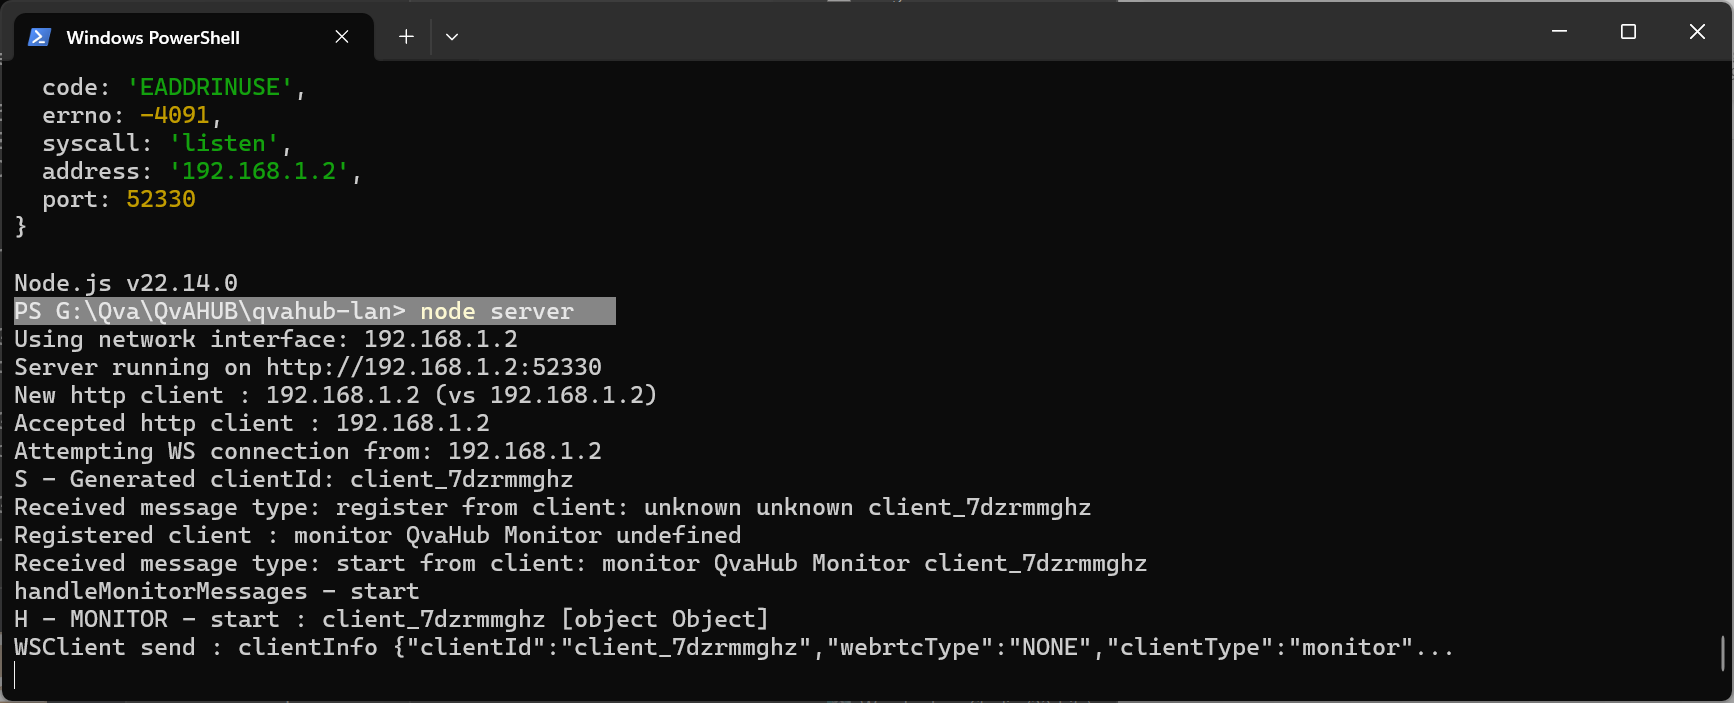 Windows PowerShell
code: 'EADDRINUSE',
errno: -4091,
syscall: 'listen',
address: '192.168.1.2',
port: 52330
}
Node.js v22.14.0
PS G:\Qva\QvAHUB\qvahub-lan> node server
Using network interface: 192.168.1.2
Server running on http://192.168.1.2:52330
New http client : 192.168.1.2 (vs 192.168.1.2)
Accepted http client : 192.168.1.2
Attempting WS connection from: 192.168.1.2
S - Generated clientId: client_7dzrmmghz
Received message type: register from client: unknown unknown client_7dzrmmghz
Registered client : monitor QvaHub Monitor undefined
Received message type: start from client: monitor QvaHub Monitor client_7dzrmmghz
handleMonitorMessages - start
H - MONITOR - start : client_7dzrmmghz [object Object]
WSClient send : clientInfo {"clientId":"client_7dzrmmghz","webrtcType":"NONE","clientType":"monitor"...